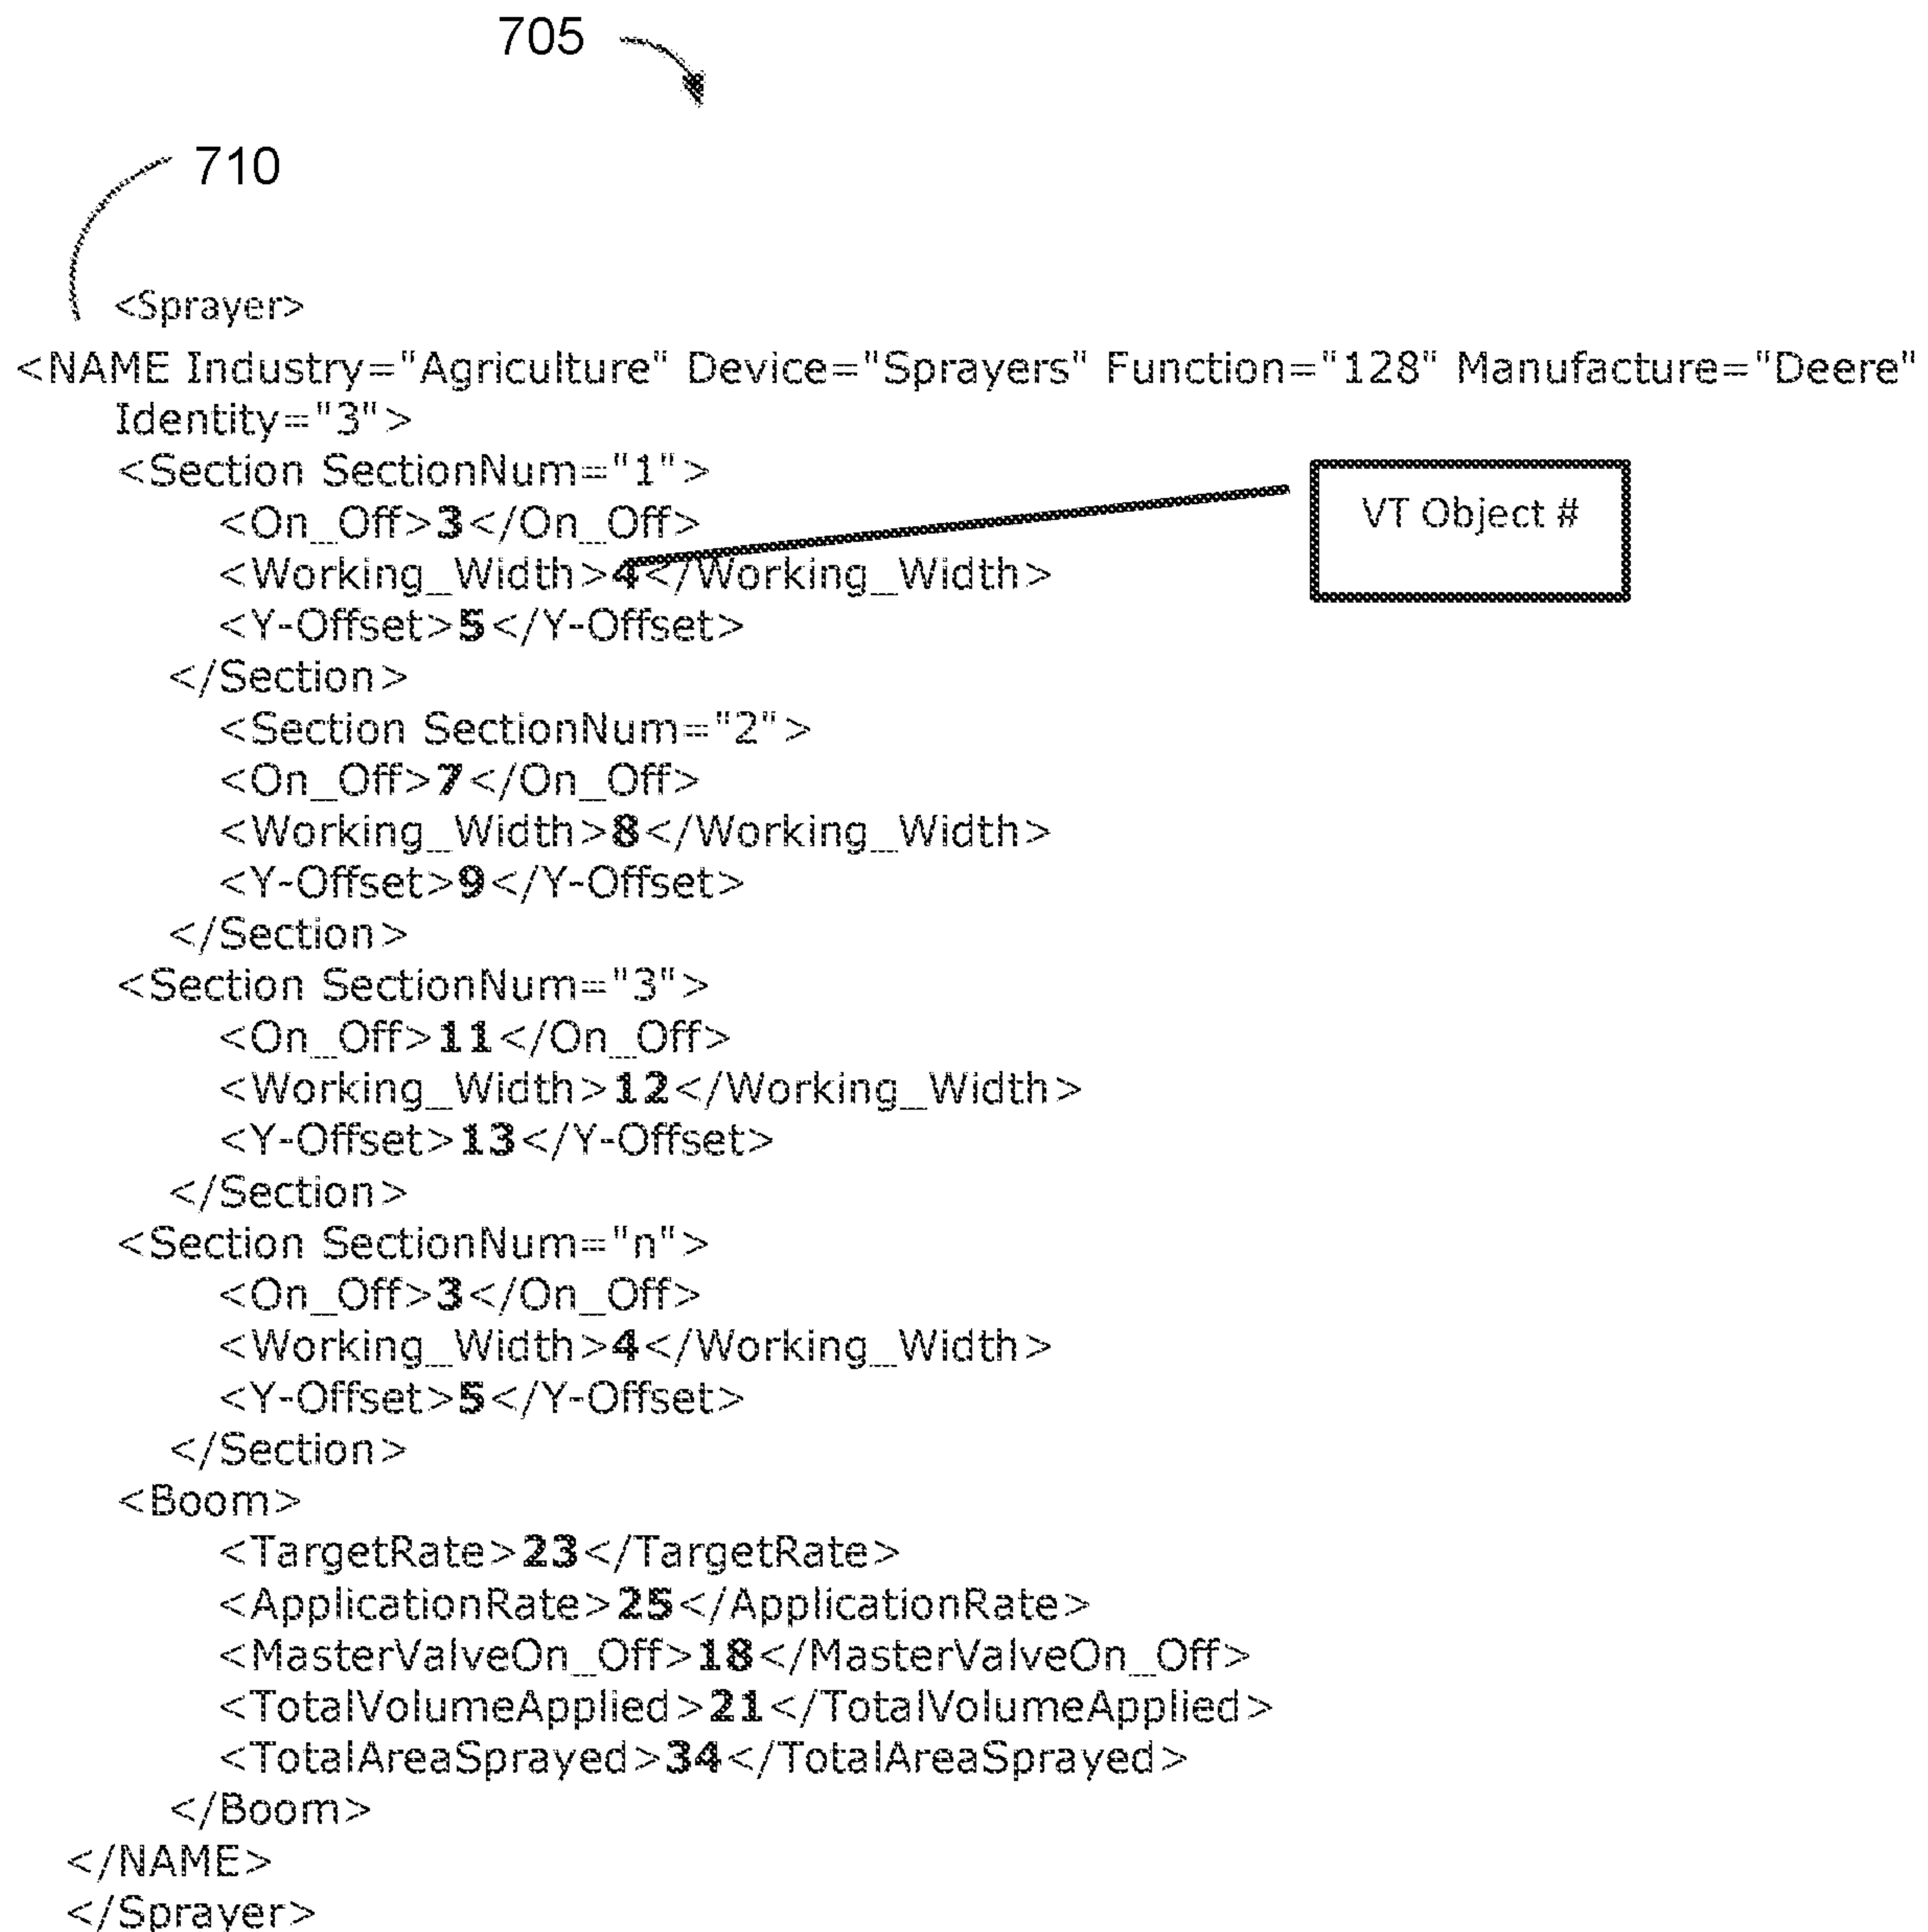 705
710
<Sprayer>
<NAME Industry="Agriculture" Device="Sprayers" Function="128" Manufacture="Deere"
Identity="3">
<Section SectionNum="1">
<On_Off>3</On_Off>
<Working_Width>4</Working_Width>
<Y-Offset>5</Y-Offset>
</Section>
<Section SectionNum="2">
<On_Off>7</On_Off>
<Working_Width>8</Working_Width>
<Y-Offset>9</Y-Offset>
</Section>
<Section SectionNum="3">
<On_Off>11</On_Off>
<Working_Width>12</Working_Width>
<Y-Offset>13</Y-Offset>
</Section>
<Section SectionNum="n">
<On_Off>3</On_Off>
<Working_Width>4</Working_Width>
<Y-Offset>5</Y-Offset>
</Section>
<Boom>
<TargetRate>23</TargetRate>
<ApplicationRate>25</ApplicationRate>
<MasterValveOn_Off>18</MasterValveOn_Off>
<TotalVolumeApplied>21</TotalVolumeApplied>
<TotalAreaSprayed>34</TotalAreaSprayed>
</Boom>
</NAME>
</Sprayer>
VT Object #